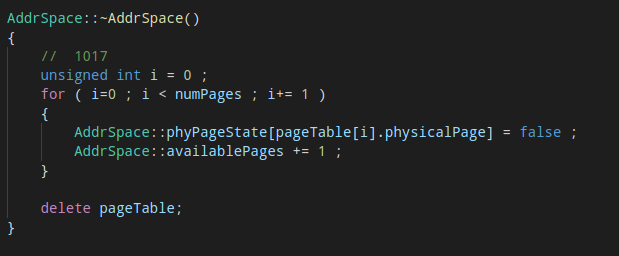 AddrSpace::~AddrSpace()
{
    //  1017
    unsigned int i = 0 ;
    for ( i=0 ; i < numPages ; i+= 1 )
    {
        AddrSpace::phyPageState[pageTable[i].physicalPage] = false ;
        AddrSpace::availablePages += 1 ;
    }

    delete pageTable;
}